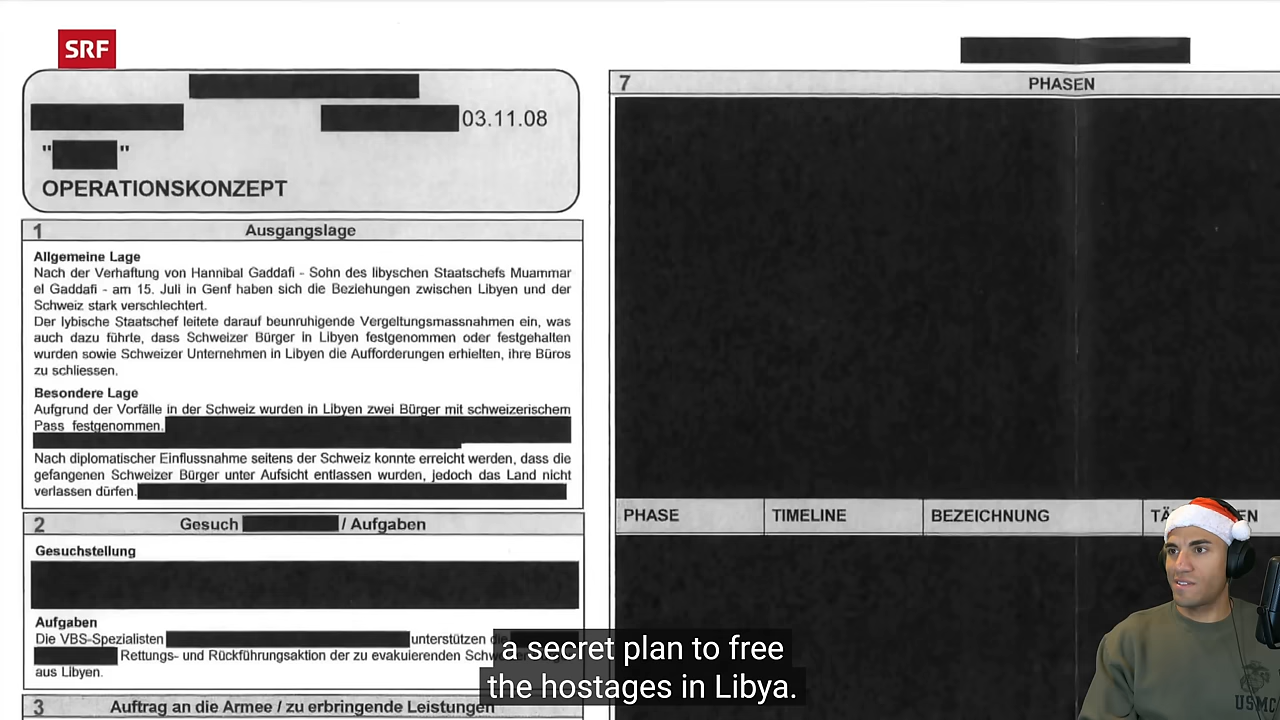 SRF
03.11.08
" "
OPERATIONSKONZEPT
1 Ausgangslage
Allgemeine Lage
Nach der Verhaftung von Hannibal Gaddafi - Sohn des libyschen Staatschefs Muammar
el Gaddafi - am 15. Juli in Genf haben sich die Beziehungen zwischen Libyen und der
Schweiz stark verschlechtert.
Der lybische Staatschef leitete darauf beunruhigende Vergeltungsmassnahmen ein, was
auch dazu führte, dass Schweizer Bürger in Libyen festgenommen oder festgehalten
wurden sowie Schweizer Unternehmen in Libyen die Aufforderungen erhielten, ihre Büros
zu schliessen.
Besondere Lage
Aufgrund der Vorfälle in der Schweiz wurden in Libyen zwei Bürger mit schweizerischem
Pass festgenommen.
Nach diplomatischer Einflussnahme seitens der Schweiz konnte erreicht werden, dass die
gefangenen Schweizer Bürger unter Aufsicht entlassen wurden, jedoch das Land nicht
verlassen dürfen.
2 Gesuch / Aufgaben
Gesuchstellung
Aufgaben
Die VBS-Spezialisten unterstützen
Rettungs- und Rückführungsaktion der zu evakuierenden
aus Libyen.
3 Auftrag an die Armee / zu erbringende Leistungen
7 PHASEN
PHASE TIMELINE BEZEICHNUNG
a secret plan to free
the hostages in Libya.
USMC